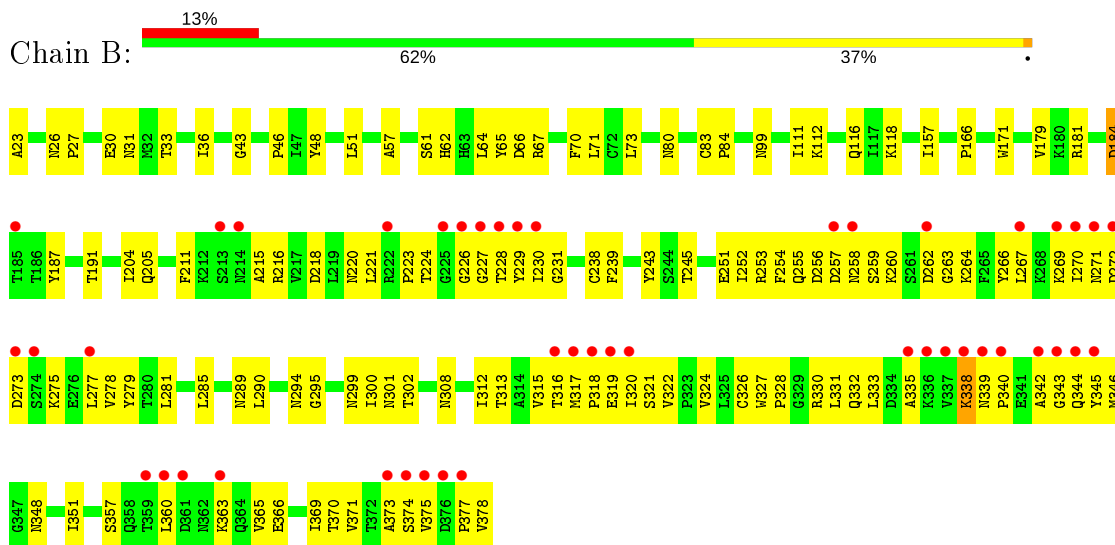 13%
Chain B:
62% 37% •
A23 N26 P27 E30 N31 M32 T33 I36 G43 P46 I47 Y48 L51 A57 S61 H62 H63 L64 Y65 D66 R67 F70 L71 C72 L73 N80 C83 P84 N99 I111 K112 Q116 I117 K118 I157 P166 W171 V179 K180 R181
T185 T186 Y187 T191 I204 Q205 F211 K212 S213 N214 A215 R216 V217 D218 L219 N220 L221 R222 P223 T224 G225 G226 G227 T228 Y229 I230 G231 C238 F239 Y243 S244 T245 E251 I252 R253 F254 Q255 D256 D257 N258 S259 K260 S261 D262 G263 K264 F265 Y266 L267 K268 K269 I270 N271 D272
D273 S274 K275 E276 L277 V278 Y279 T280 L281 L285 N289 L290 N294 G295 N299 I300 N301 T302 N308 I312 T313 A314 V315 T316 M317 P318 E319 I320 S321 V322 P323 V324 L325 C326 W327 G329 R330 L331 Q332 L333 D334 A335 K336 V337 K338 N339 P340 E341 A342 G343 Q344 Y345 M346
G347 N348 I351 S357 Q358 T359 L360 D361 N362 K363 Q364 V365 E366 I369 T370 V371 T372 A373 S374 V375 D376 P377 V378